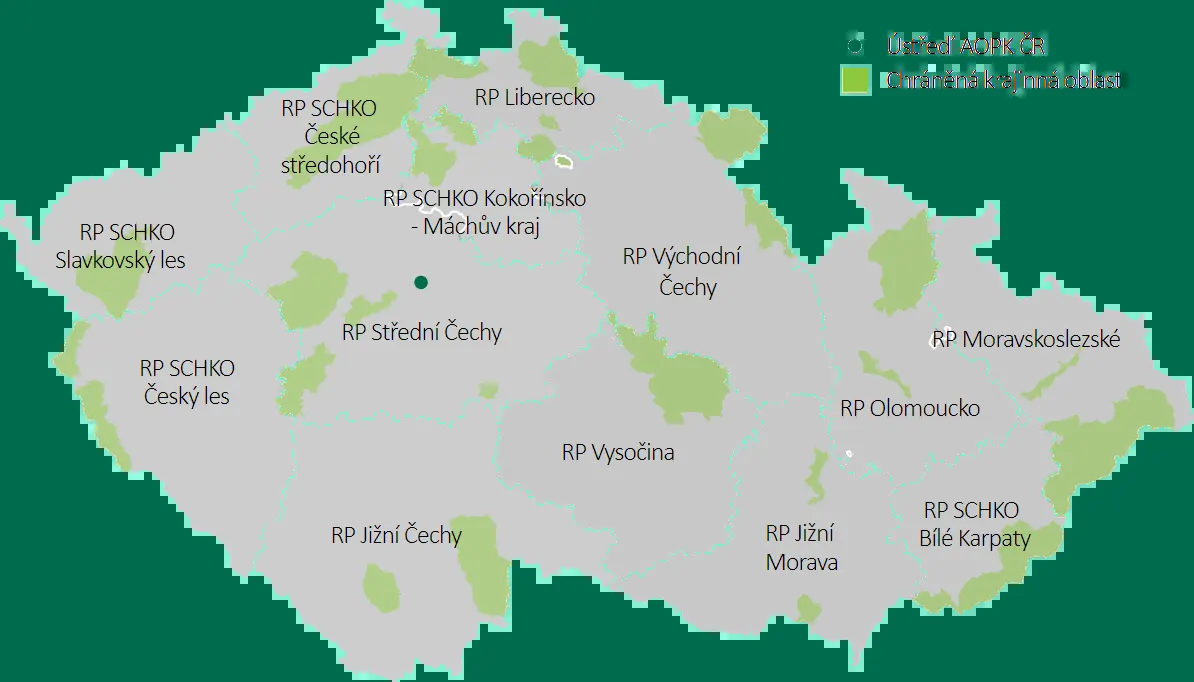 Ústředí AOPK ČR
Chráněná krajinná oblast
RP Liberecko
RP SCHKO
České
středohoří
RP SCHKO Kokořínsko
- Máchův kraj
RP SCHKO
Slavkovský les
RP Východní
Čechy
RP Střední Čechy
RP Moravskoslezské
RP SCHKO
Český les
RP Olomoucko
RP Vysočina
RP SCHKO
Bílé Karpaty
RP Jižní Čechy
RP Jižní
Morava